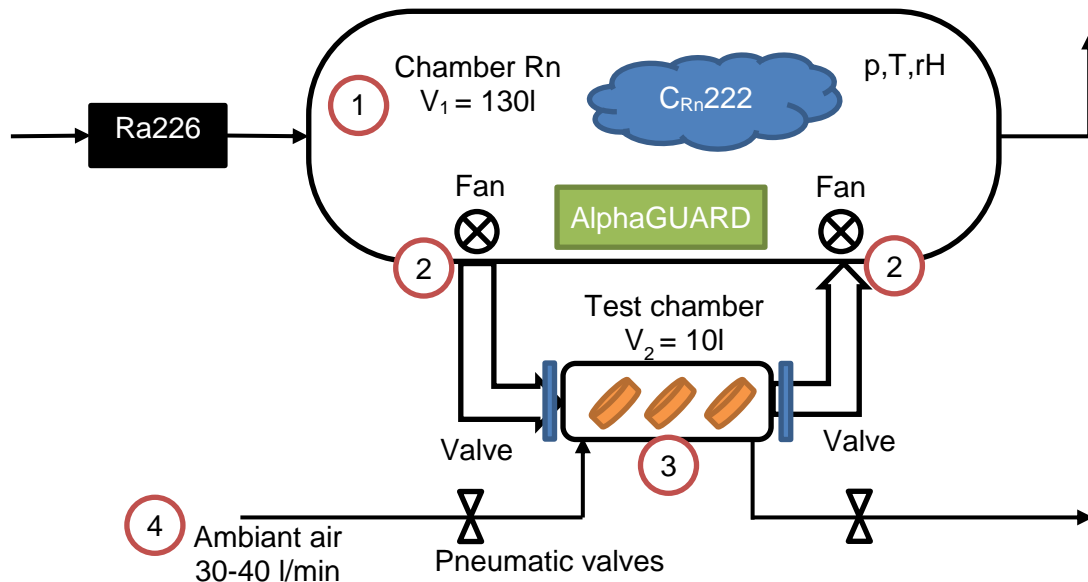 Chamber Rn
V1 = 130l
1
CRn222
p,T,rH
Ra226
Fan
AlphaGUARD
Fan
2
2
Test chamber
V2 = 10l
Valve
Valve
3
4
Ambiant air
30-40 l/min
Pneumatic valves